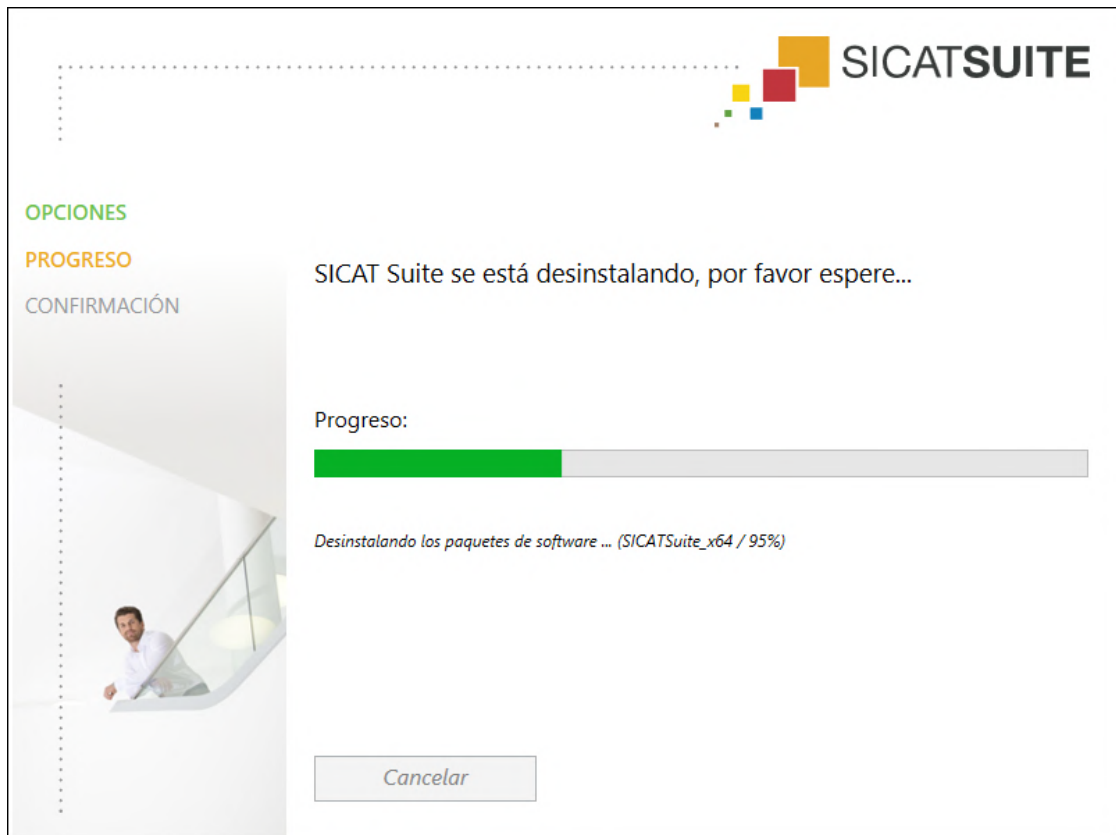 SICATSUITE
OPCIONES
PROGRESO
CONFIRMACIÓN
SICAT Suite se está desinstalando, por favor espere...
Progreso:
Desinstalando los paquetes de software ... (SICATSuite_x64 / 95%)
Cancelar